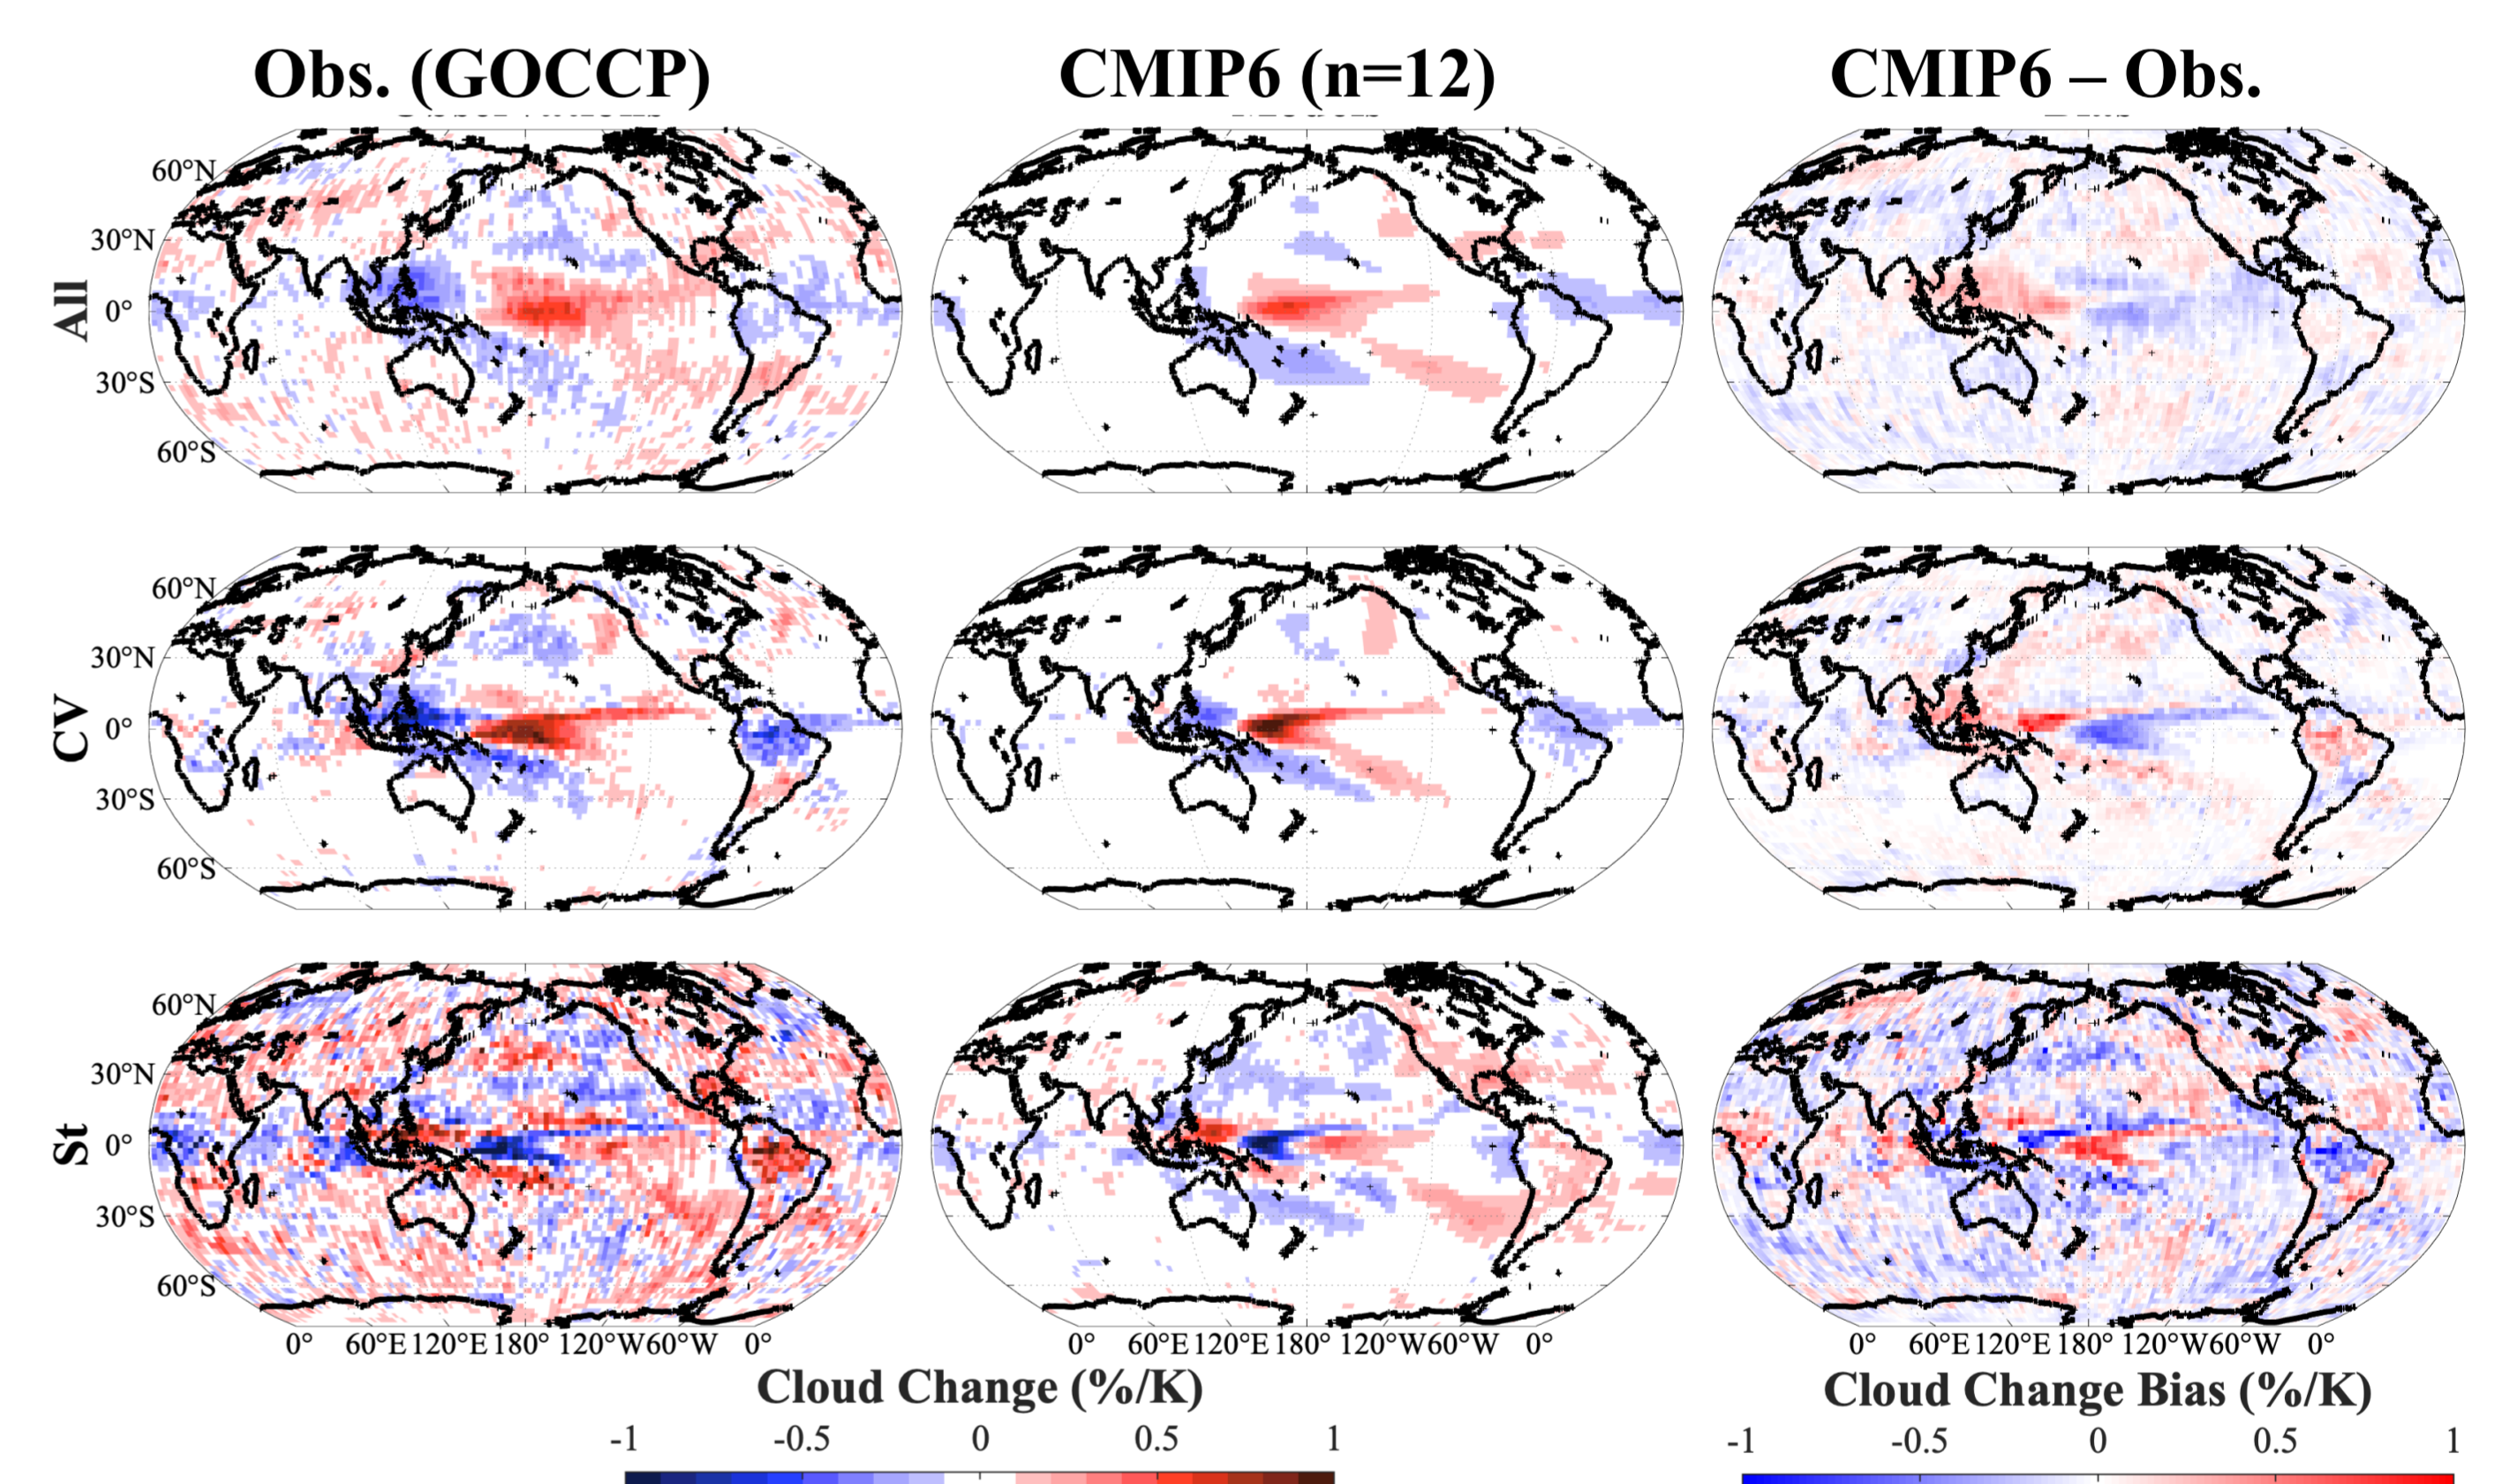 Obs. (GOCCP) CMIP6 (n=12) CMIP6 – Obs.
All
60°N
30°N
0°
30°S
60°S
CV
60°N
30°N
0°
30°S
60°S
St
60°N
30°N
0°
30°S
60°S
0° 60°E 120°E 180° 120°W 60°W 0° 0° 60°E 120°E 180° 120°W 60°W 0° 0° 60°E 120°E 180° 120°W 60°W 0°
Cloud Change (%/K) Cloud Change Bias (%/K)
-1 -0.5 0 0.5 1 -1 -0.5 0 0.5 1